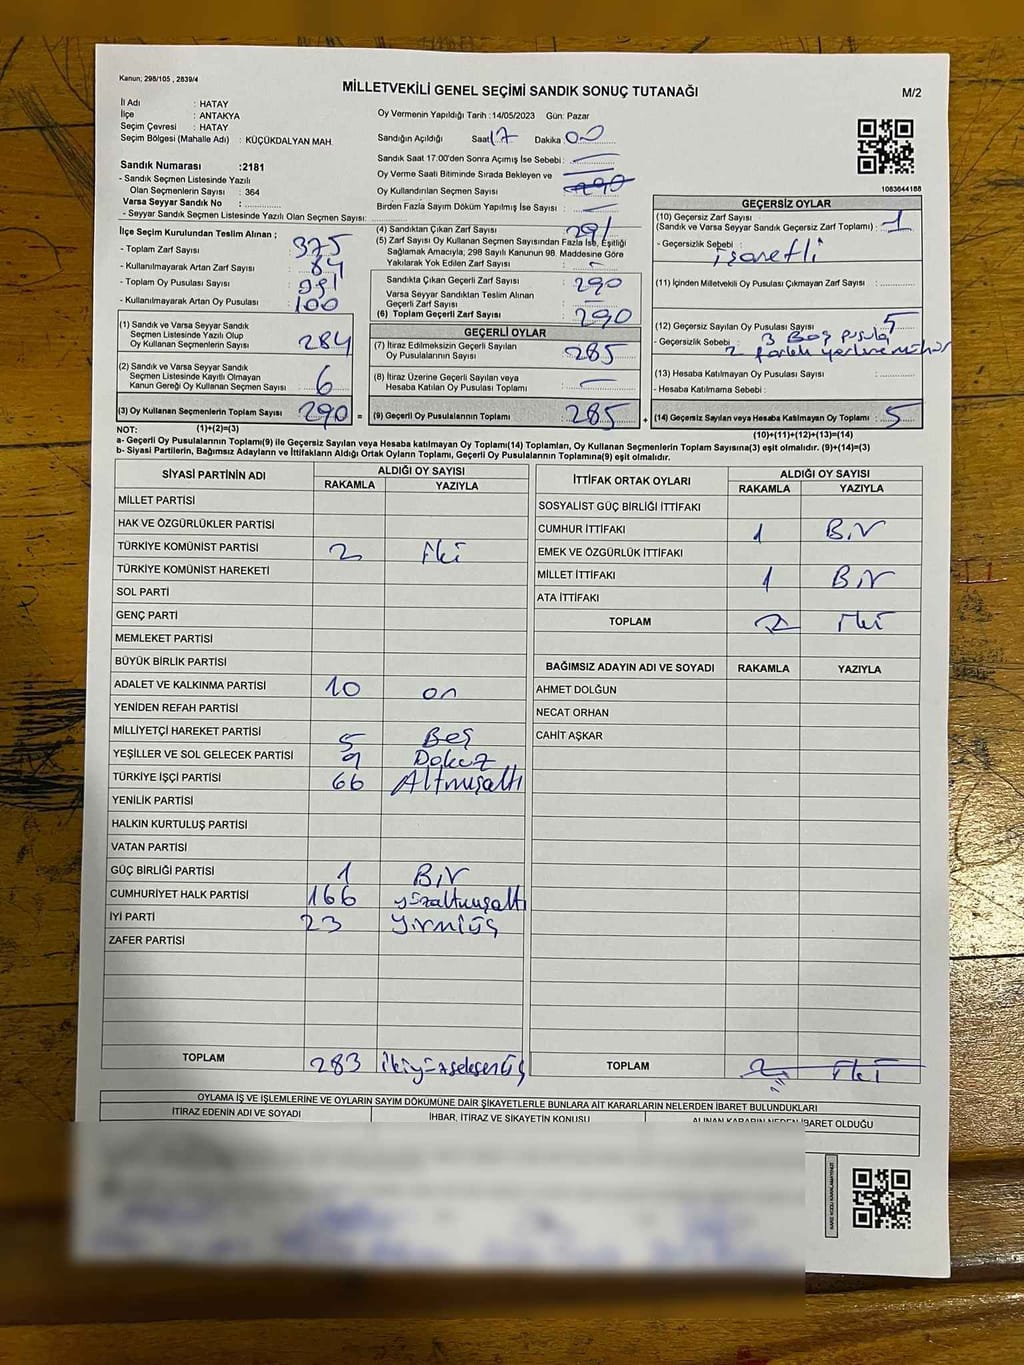 Kanun; 298/105 , 2839/4
MİLLETVEKİLİ GENEL SEÇİMİ SANDIK SONUÇ TUTANAĞI
M/2
İl Adı : HATAY
İlçe : ANTAKYA
Seçim Çevresi : HATAY
Seçim Bölgesi (Mahalle Adı) : KÜÇÜKDALYAN MAH.
Sandık Numarası :2181
- Sandık Seçmen Listesinde Yazılı
Olan Seçmenlerin Sayısı : 364
Varsa Seyyar Sandık No :
- Seyyar Sandık Seçmen Listesinde Yazılı Olan Seçmen Sayısı:
Oy Vermenin Yapıldığı Tarih :14/05/2023 Gün: Pazar
Sandığın Açıldığı Saat 17 Dakika 00
Sandık Saat 17.00'den Sonra Açımış İse Sebebi :
Oy Verme Saati Bitiminde Sırada Bekleyen ve
Oy Kullandırılan Seçmen Sayısı 290
Birden Fazla Sayım Döküm Yapılmış İse Sayısı :
1083644188
İlçe Seçim Kurulundan Teslim Alınan ;
- Toplam Zarf Sayısı : 375
- Kullanılmayarak Artan Zarf Sayısı : 84
- Toplam Oy Pusulası Sayısı : 391
- Kullanılmayarak Artan Oy Pusulası : 100
(1) Sandık ve Varsa Seyyar Sandık
Seçmen Listesinde Yazılı Olup
Oy Kullanan Seçmenlerin Sayısı : 284
(2) Sandık ve Varsa Seyyar Sandık
Seçmen Listesinde Kayıtlı Olmayan
Kanun Gereği Oy Kullanan Seçmen Sayısı : 6
(3) Oy Kullanan Seçmenlerin Toplam Sayısı : 290 =
(4) Sandıktan Çıkan Zarf Sayısı : 291
(5) Zarf Sayısı Oy Kullanan Seçmen Sayısından Fazla İse, Eşitliği
Sağlamak Amacıyla, 298 Sayılı Kanunun 98. Maddesine Göre
Yakılarak Yok Edilen Zarf Sayısı :
Sandıkta Çıkan Geçerli Zarf Sayısı : 290
Varsa Seyyar Sandıktan Teslim Alınan
Geçerli Zarf Sayısı :
(6) Toplam Geçerli Zarf Sayısı : 290
GEÇERLİ OYLAR
(7) İtiraz Edilmeksizin Geçerli Sayılan
Oy Pusulalarının Sayısı : 285
(8) İtiraz Üzerine Geçerli Sayılan veya
Hesaba Katılan Oy Pusulası Toplamı :
(9) Geçerli Oy Pusulalarının Toplamı : 285 +
GEÇERSİZ OYLAR
(10) Geçersiz Zarf Sayısı
(Sandık ve Varsa Seyyar Sandık Geçersiz Zarf Toplamı) : 1
- Geçersizlik Sebebi : işaretli
(11) İçinden Milletvekili Oy Pusulası Çıkmayan Zarf Sayısı :
(12) Geçersiz Sayılan Oy Pusulası Sayısı : 5
- Geçersizlik Sebebi : 3 Boş pusula
2 farklı yerlere mühür
(13) Hesaba Katılmayan Oy Pusulası Sayısı :
- Hesaba Katılmama Sebebi :
(14) Geçersiz Sayılan veya Hesaba Katılmayan Oy Toplamı : 5
NOT: (1)+(2)=(3)
(10)+(11)+(12)+(13)=(14)
a- Geçerli Oy Pusulalarının Toplamı(9) ile Geçersiz Sayılan veya Hesaba katılmayan Oy Toplamı(14) Toplamları, Oy Kullanan Seçmenlerin Toplam Sayısına(3) eşit olmalıdır. (9)+(14)=(3)
b- Siyasi Partilerin, Bağımsız Adayların ve İttifakların Aldığı Ortak Oyların Toplamı, Geçerli Oy Pusulalarının Toplamına(9) eşit olmalıdır.
SİYASİ PARTİNİN ADI ALDIĞI OY SAYISI
RAKAMLA YAZIYLA
MİLLET PARTİSİ
HAK VE ÖZGÜRLÜKLER PARTİSİ
TÜRKİYE KOMÜNİST PARTİSİ 2 iki
TÜRKİYE KOMÜNİST HAREKETİ
SOL PARTİ
GENÇ PARTİ
MEMLEKET PARTİSİ
BÜYÜK BİRLİK PARTİSİ
ADALET VE KALKINMA PARTİSİ 10 on
YENİDEN REFAH PARTİSİ
MİLLİYETÇİ HAREKET PARTİSİ 5 Beş
YEŞİLLER VE SOL GELECEK PARTİSİ 9 Dokuz
TÜRKİYE İŞÇİ PARTİSİ 66 Altmışaltı
YENİLİK PARTİSİ
HALKIN KURTULUŞ PARTİSİ
VATAN PARTİSİ
GÜÇ BİRLİĞİ PARTİSİ 1 Bir
CUMHURİYET HALK PARTİSİ 166 yüzaltmışaltı
İYİ PARTİ 23 Yirmiüç
ZAFER PARTİSİ
TOPLAM 283 ikiyüzseksenüç
İTTİFAK ORTAK OYLARI ALDIĞI OY SAYISI
RAKAMLA YAZIYLA
SOSYALİST GÜÇ BİRLİĞİ İTTİFAKI
CUMHUR İTTİFAKI 1 Bir
EMEK VE ÖZGÜRLÜK İTTİFAKI
MİLLET İTTİFAKI 1 Bir
ATA İTTİFAKI
TOPLAM 2 iki
BAĞIMSIZ ADAYIN ADI VE SOYADI RAKAMLA YAZIYLA
AHMET DOLĞUN
NECAT ORHAN
CAHİT AŞKAR
TOPLAM 2 iki
OYLAMA İŞ VE İŞLEMLERİNE VE OYLARIN SAYIM DÖKÜMÜNE DAİR ŞİKAYETLERLE BUNLARA AİT KARARLARIN NELERDEN İBARET BULUNDUKLARI
İTİRAZ EDENİN ADI VE SOYADI İHBAR, İTİRAZ VE ŞİKAYETİN KONUSU ALINAN KARARIN NEDEN İBARET OLDUĞU